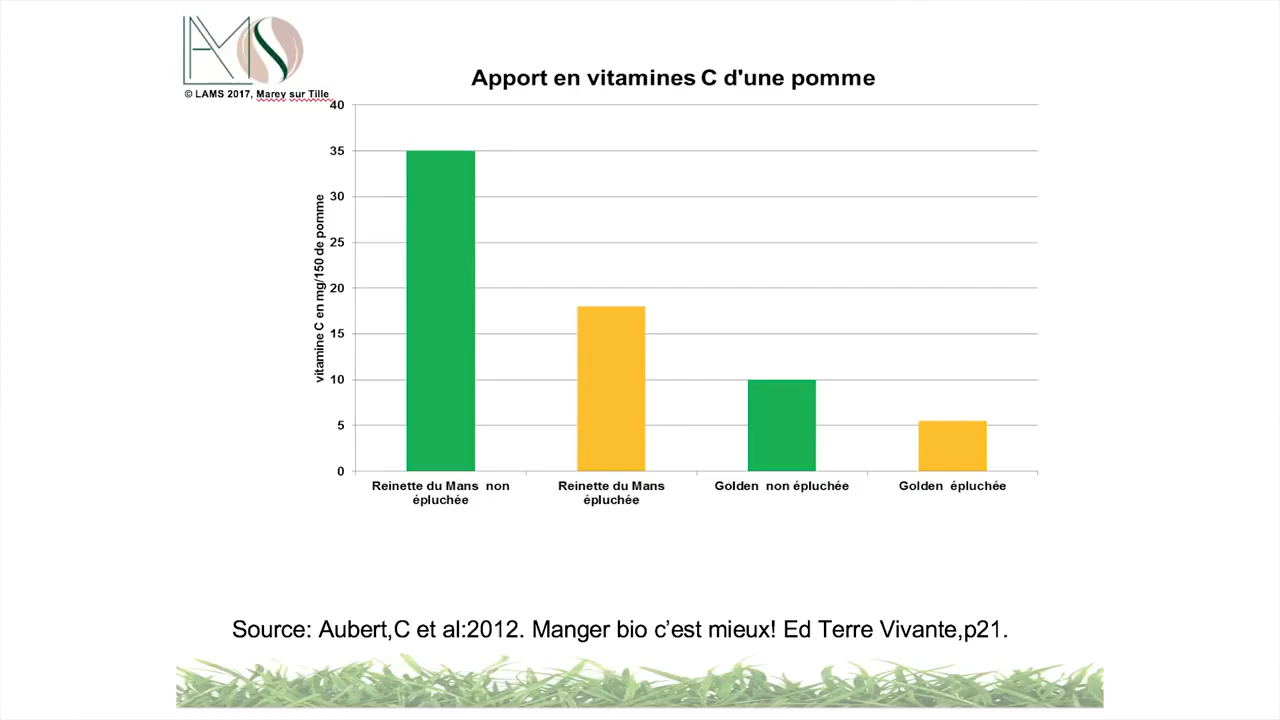 LAMS
© LAMS 2017, Marey sur Tille
Apport en vitamines C d'une pomme
vitamine C en mg/150 de pomme
40
35
30
25
20
15
10
5
0
Reinette du Mans non
épluchée
Reinette du Mans
épluchée
Golden non épluchée
Golden épluchée
Source: Aubert,C et al:2012. Manger bio c’est mieux! Ed Terre Vivante,p21.